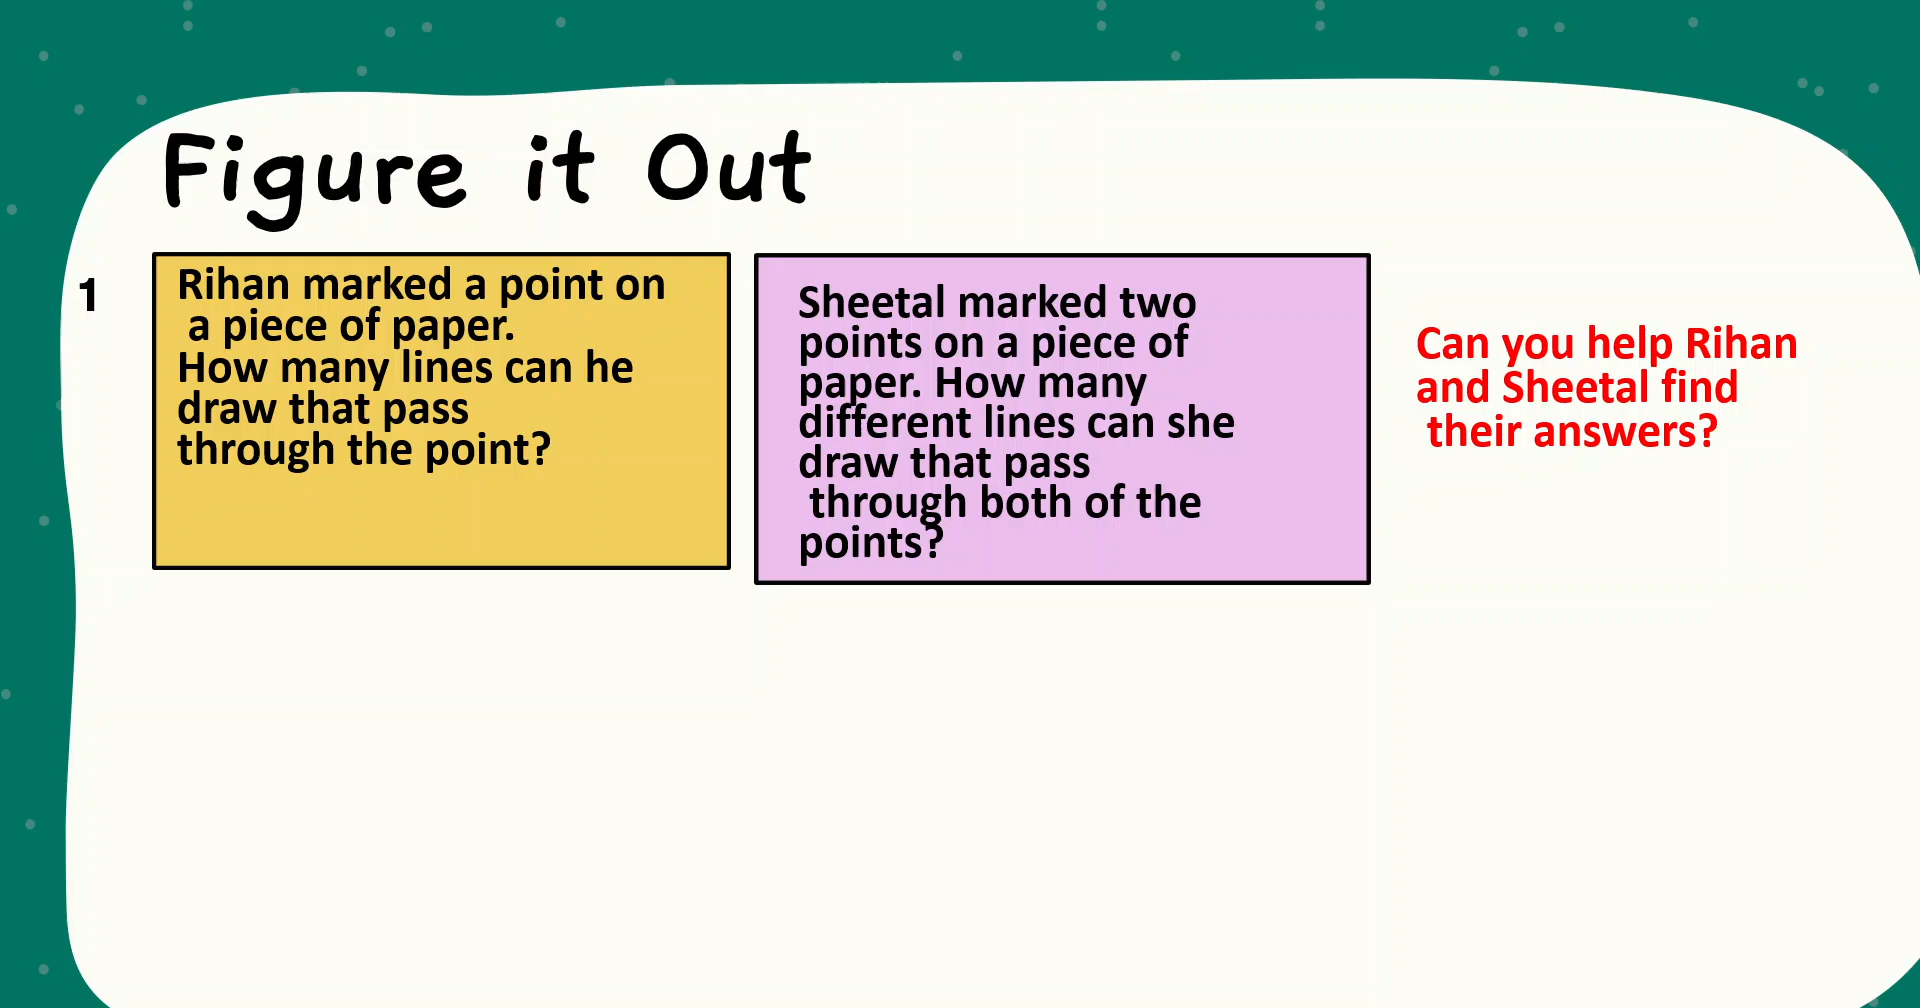 Figure it Out
1
Rihan marked a point on
a piece of paper.
How many lines can he
draw that pass
through the point?
Sheetal marked two
points on a piece of
paper. How many
different lines can she
draw that pass
through both of the
points?
Can you help Rihan
and Sheetal find
their answers?